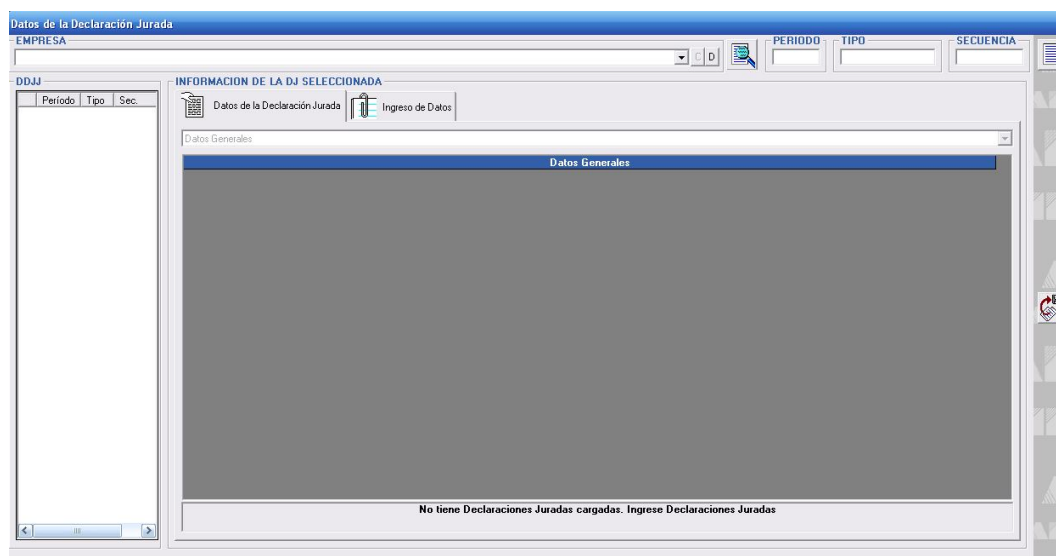 Datos de la Declaración Jurada
EMPRESA
C D
PERIODO
TIPO
SECUENCIA
DDJJ
Período Tipo Sec.
INFORMACION DE LA DJ SELECCIONADA
Datos de la Declaración Jurada
Ingreso de Datos
Datos Generales
Datos Generales
No tiene Declaraciones Juradas cargadas. Ingrese Declaraciones Juradas